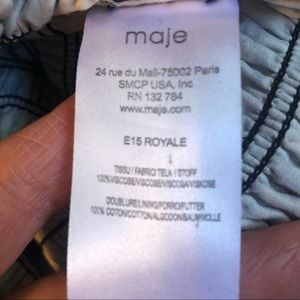 maje
24 rue du Mail-75002 Paris
SMCP USA, Inc
RN 132 784
www.maje.com
E15 ROYALE
TISSU / FABRIC/ TELA / STOFF
100% VISCOSE/VISCOSE/VISCOSA/VISKOSE
DOUBLURE/LINING/FORRO/FUTTER
100% COTON/COTTON/ALGODON/BAUMWOLLE